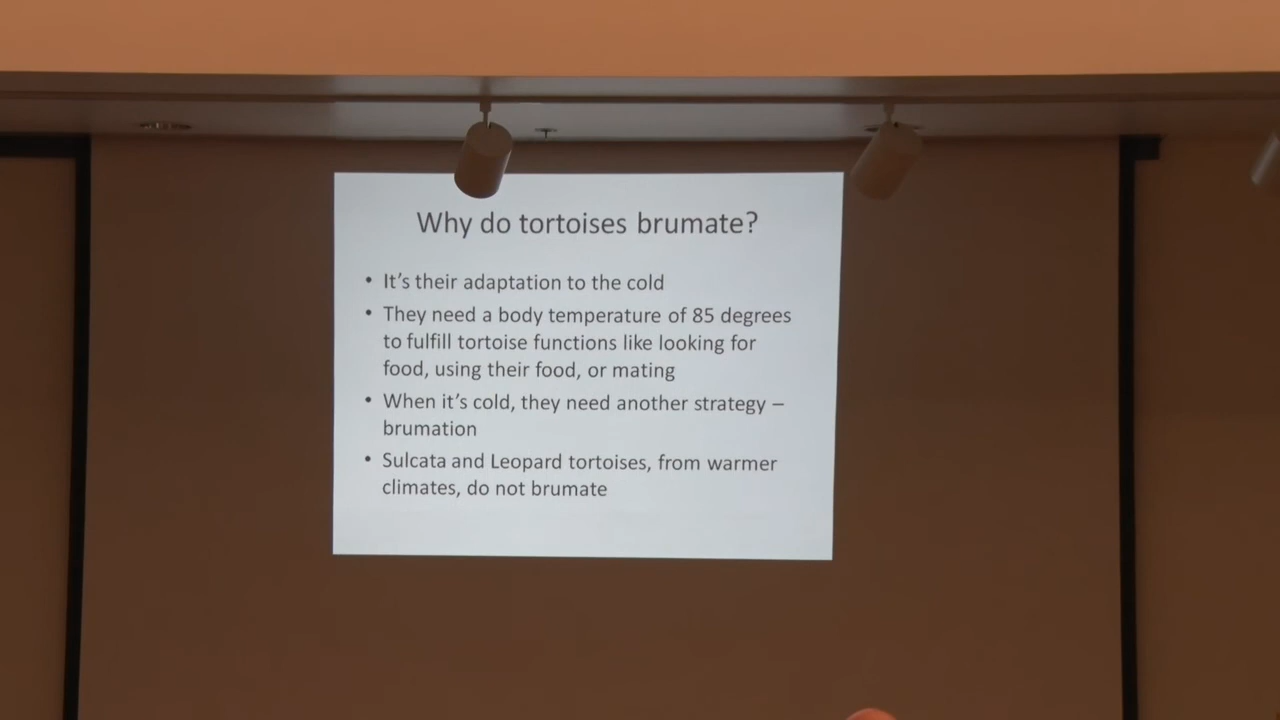 Why do tortoises brumate?
• It's their adaptation to the cold
• They need a body temperature of 85 degrees
to fulfill tortoise functions like looking for
food, using their food, or mating
• When it's cold, they need another strategy –
brumation
• Sulcata and Leopard tortoises, from warmer
climates, do not brumate